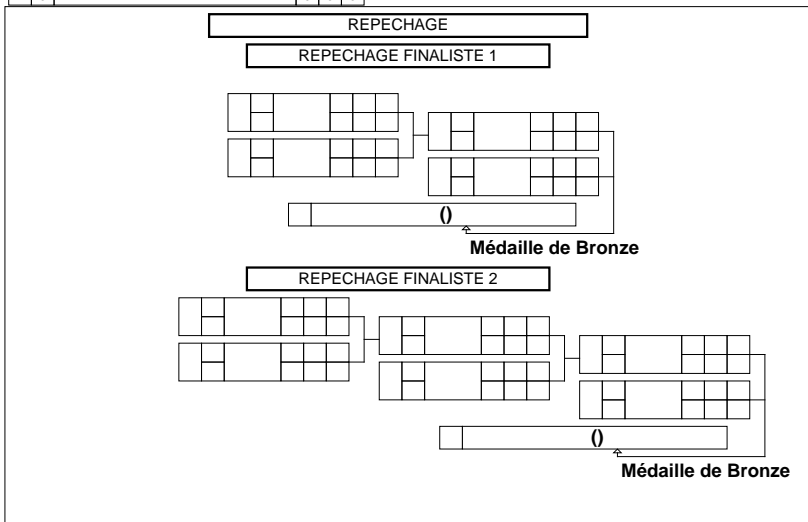 REPECHAGE
REPECHAGE FINALISTE 1
()
Médaille de Bronze
REPECHAGE FINALISTE 2
()
Médaille de Bronze